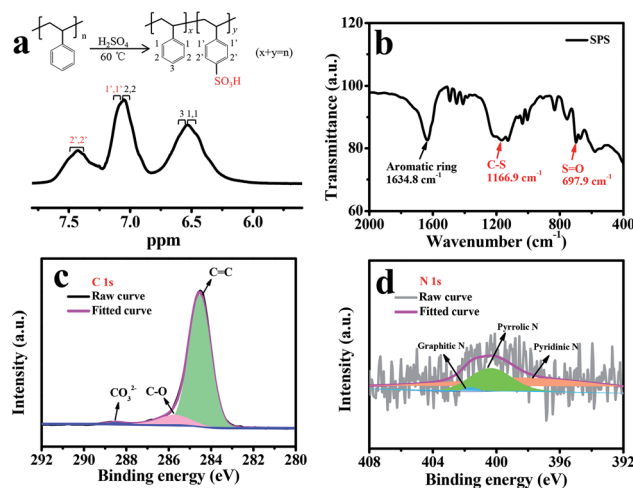 a
n
H₂SO₄
60 ℃
x
y
1 1
2 2
3
1' 1'
2' 2'
SO₃H
(x+y=n)
1',1' 2,2
3 1,1
2',2'
7.5 7.0 6.5 6.0
ppm
b
SPS
Transmittance (a.u.)
120
100
80
60
Aromatic ring
1634.8 cm⁻¹
C-S
1166.9 cm⁻¹
S=O
697.9 cm⁻¹
2000 1600 1200 800 400
Wavenumber (cm⁻¹)
c
C 1s
Raw curve
Fitted curve
C=C
C-O
CO₃²⁻
Intensity (a.u.)
292 290 288 286 284 282 280
Binding energy (eV)
d
N 1s
Raw curve
Fitted curve
Graphitic N
Pyrrolic N
Pyridinic N
Intensity (a.u.)
408 404 400 396 392
Binding energy (eV)